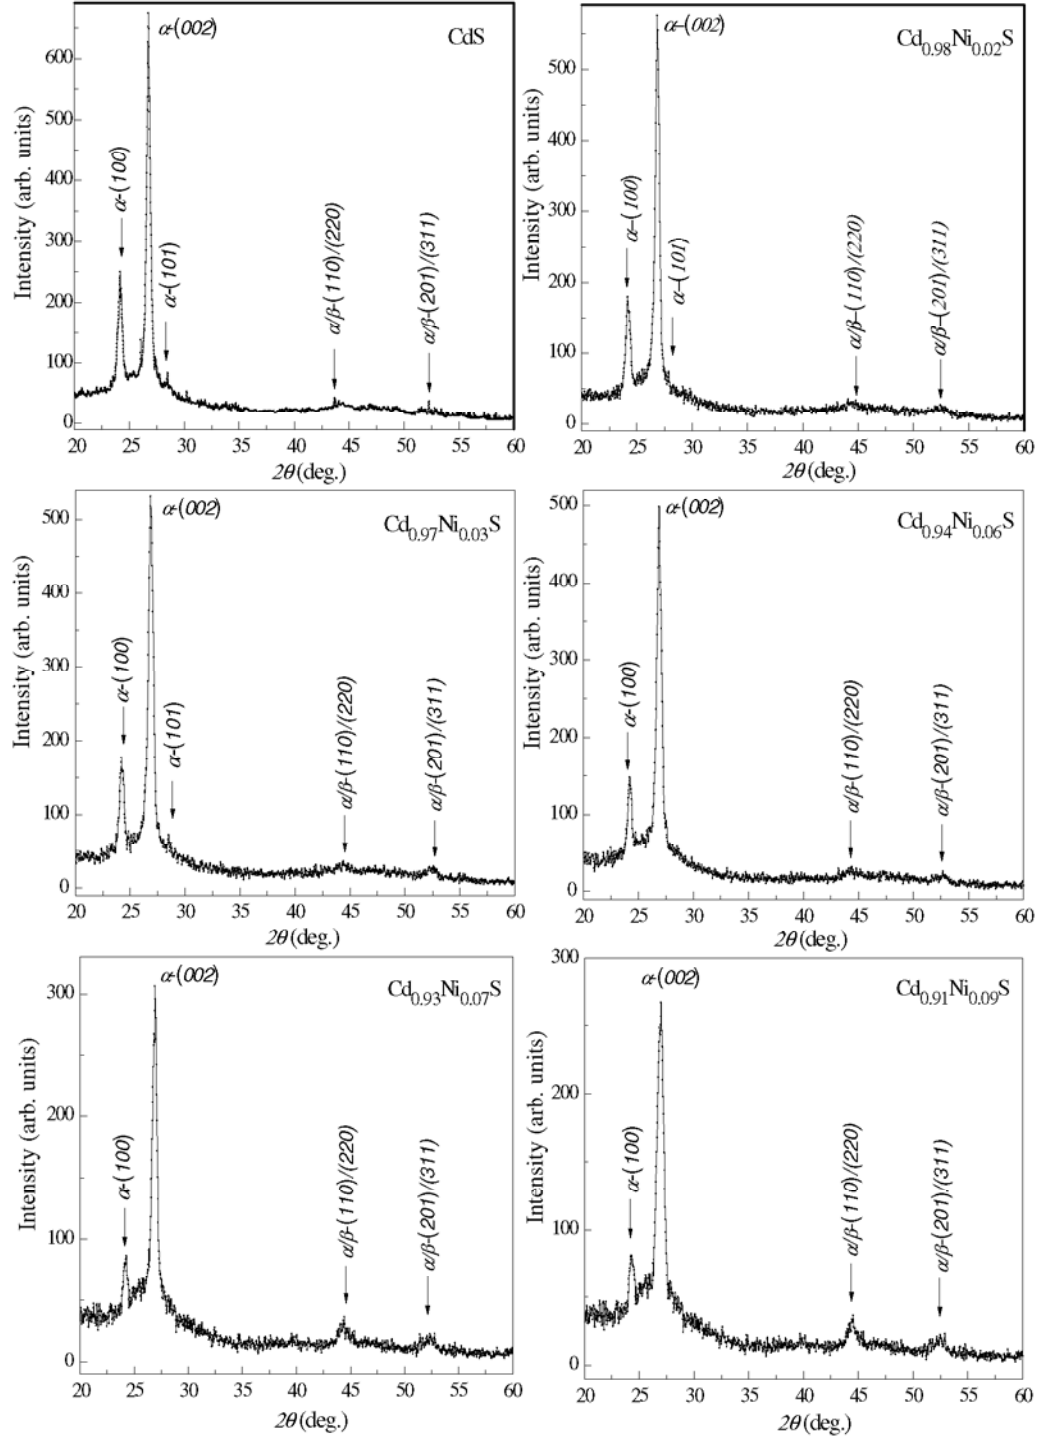 α-(002)
CdS
600
500
400
300
200
100
0
Intensity (arb. units)
α-(100)
α-(101)
α/β-(110)/(220)
α/β-(201)/(311)
20 25 30 35 40 45 50 55 60
2θ (deg.)
α–(002)
Cd0.98Ni0.02S
500
400
300
200
100
0
Intensity (arb. units)
α–(100)
α–(101)
α/β–(110)/(220)
α/β–(201)/(311)
20 25 30 35 40 45 50 55 60
2θ (deg.)
α-(002)
Cd0.97Ni0.03S
500
400
300
200
100
0
Intensity (arb. units)
α-(100)
α-(101)
α/β-(110)/(220)
α/β-(201)/(311)
20 25 30 35 40 45 50 55 60
2θ (deg.)
α-(002)
Cd0.94Ni0.06S
500
400
300
200
100
0
Intensity (arb. units)
α-(100)
α/β-(110)/(220)
α/β-(201)/(311)
20 25 30 35 40 45 50 55 60
2θ (deg.)
α-(002)
Cd0.93Ni0.07S
300
200
100
0
Intensity (arb. units)
α-(100)
α/β-(110)/(220)
α/β-(201)/(311)
20 25 30 35 40 45 50 55 60
2θ (deg.)
α-(002)
Cd0.91Ni0.09S
300
200
100
0
Intensity (arb. units)
α-(100)
α/β-(110)/(220)
α/β-(201)/(311)
20 25 30 35 40 45 50 55 60
2θ (deg.)